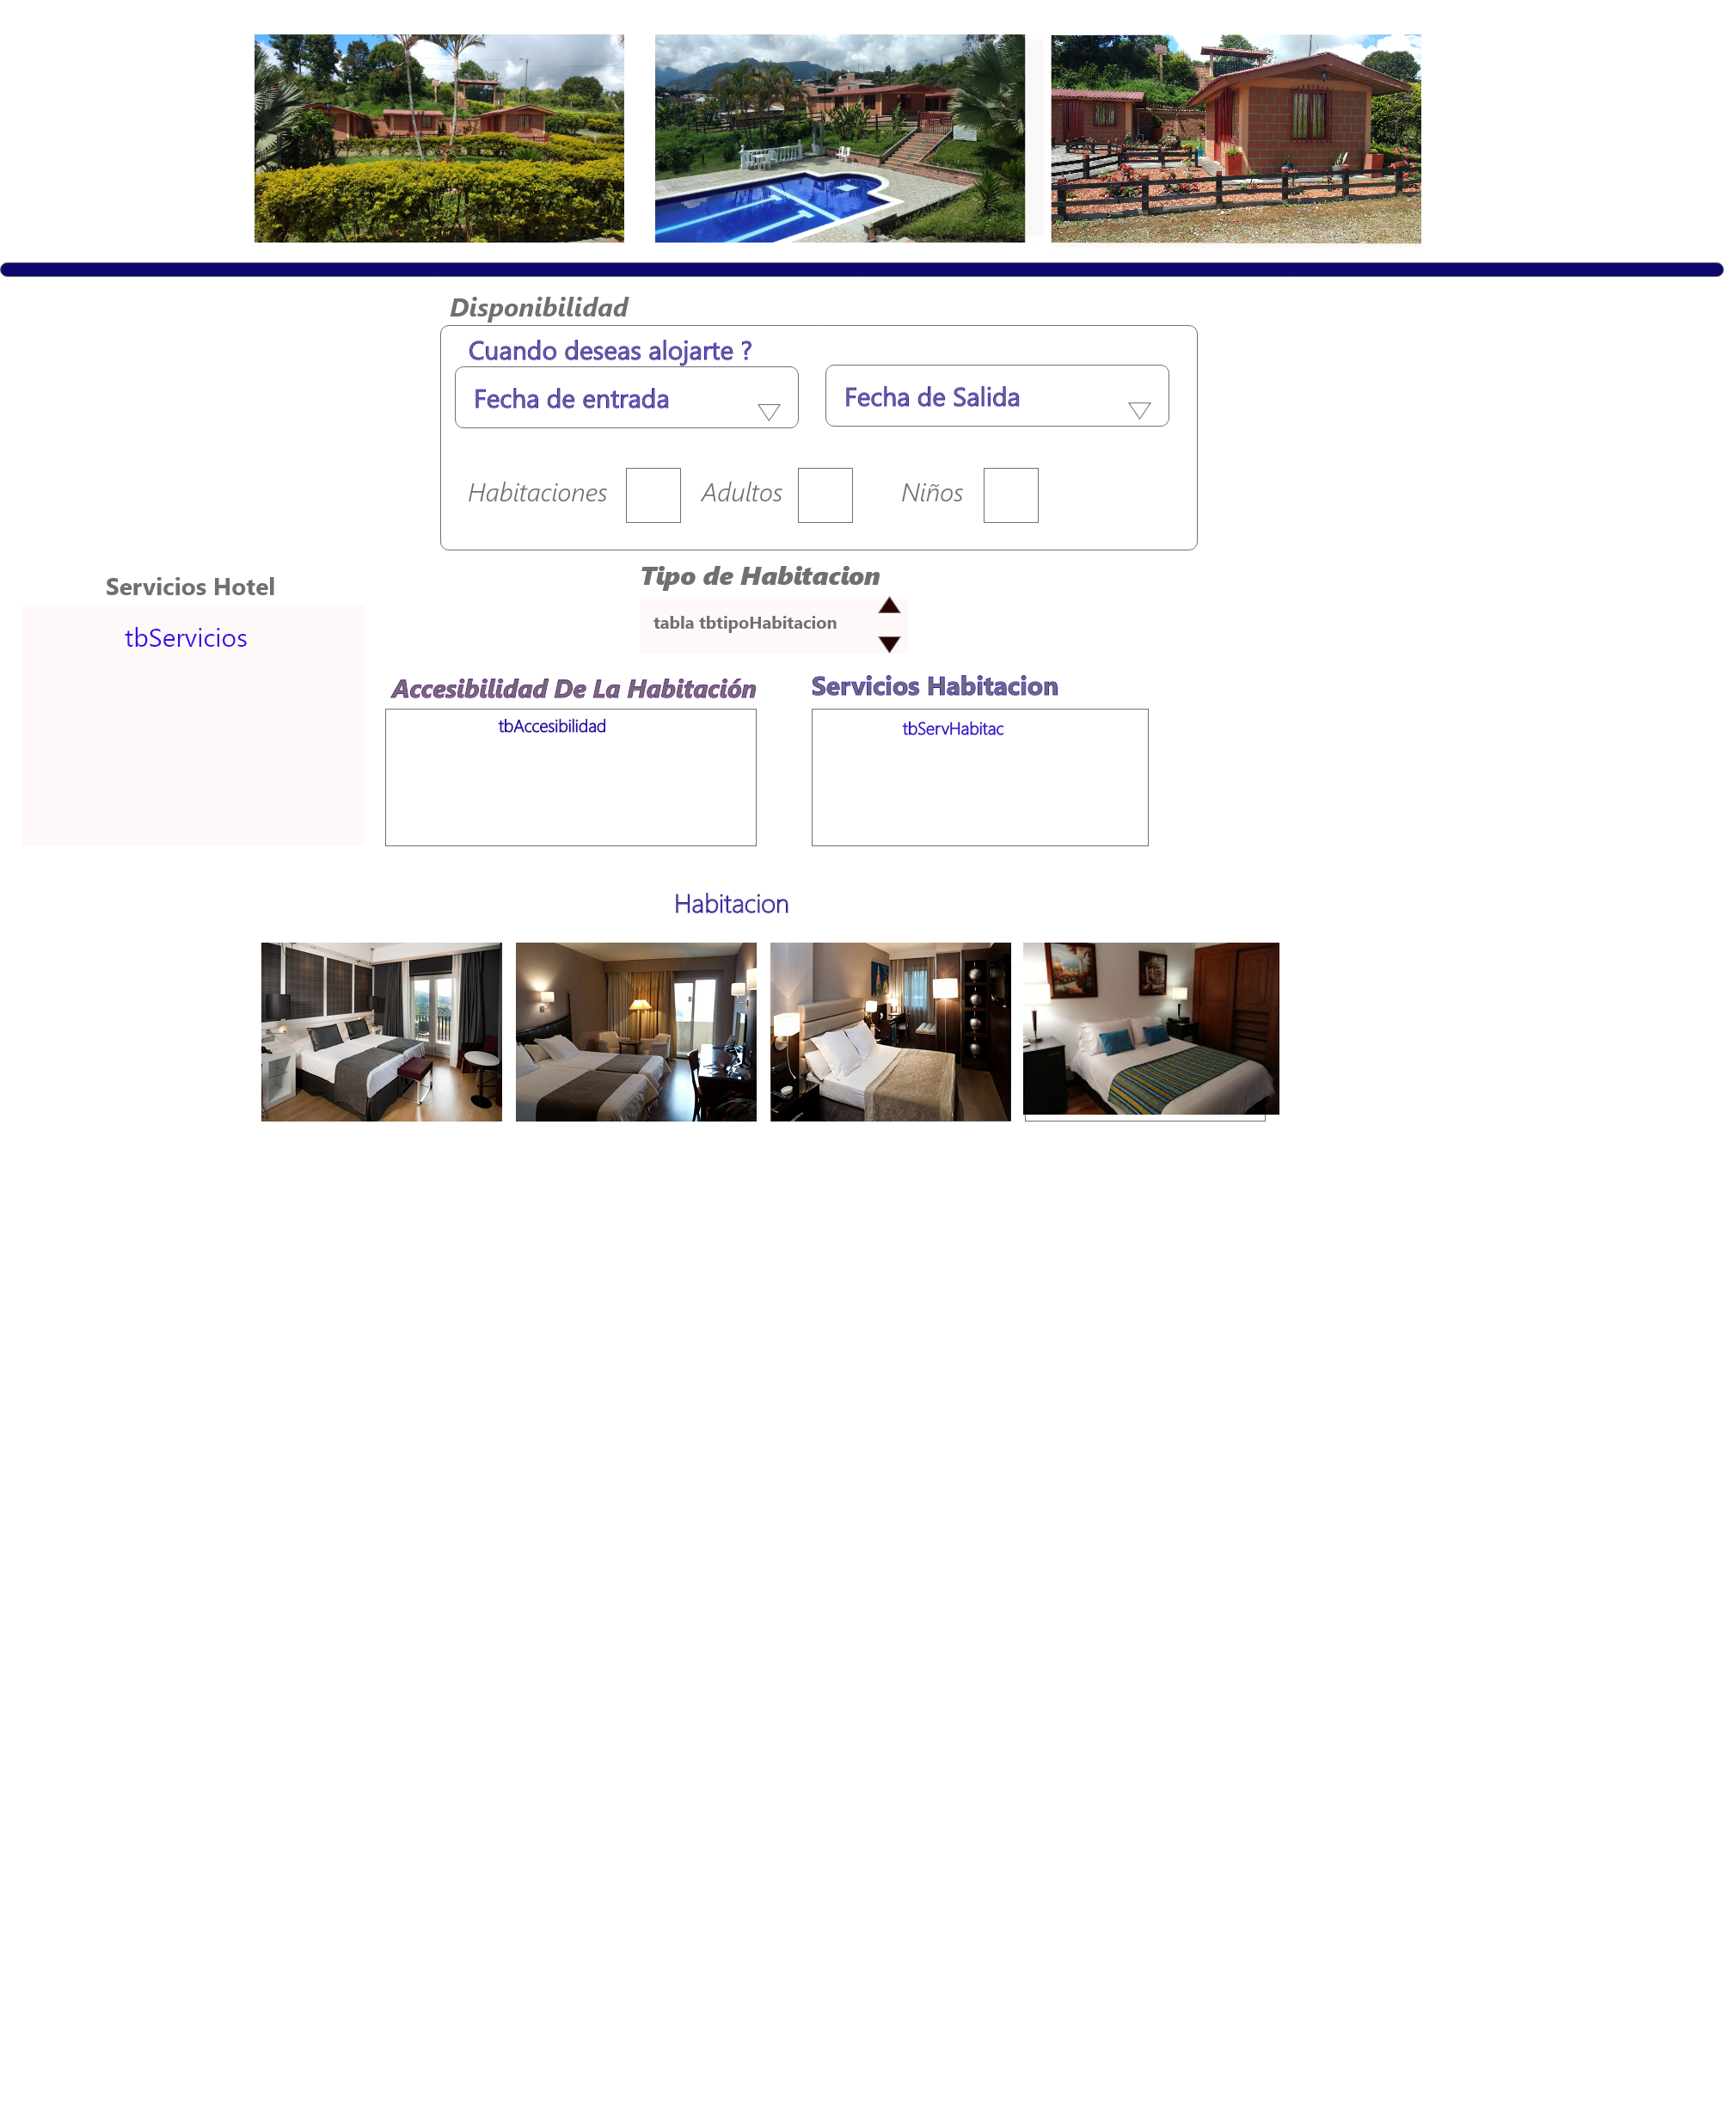 Disponibilidad
Cuando deseas alojarte ?
Fecha de entrada
Fecha de Salida
Habitaciones
Adultos
Niños
Servicios Hotel
tbServicios
Tipo de Habitacion
tabla tbtipoHabitacion
Accesibilidad De La Habitación
tbAccesibilidad
Servicios Habitacion
tbServHabitac
Habitacion